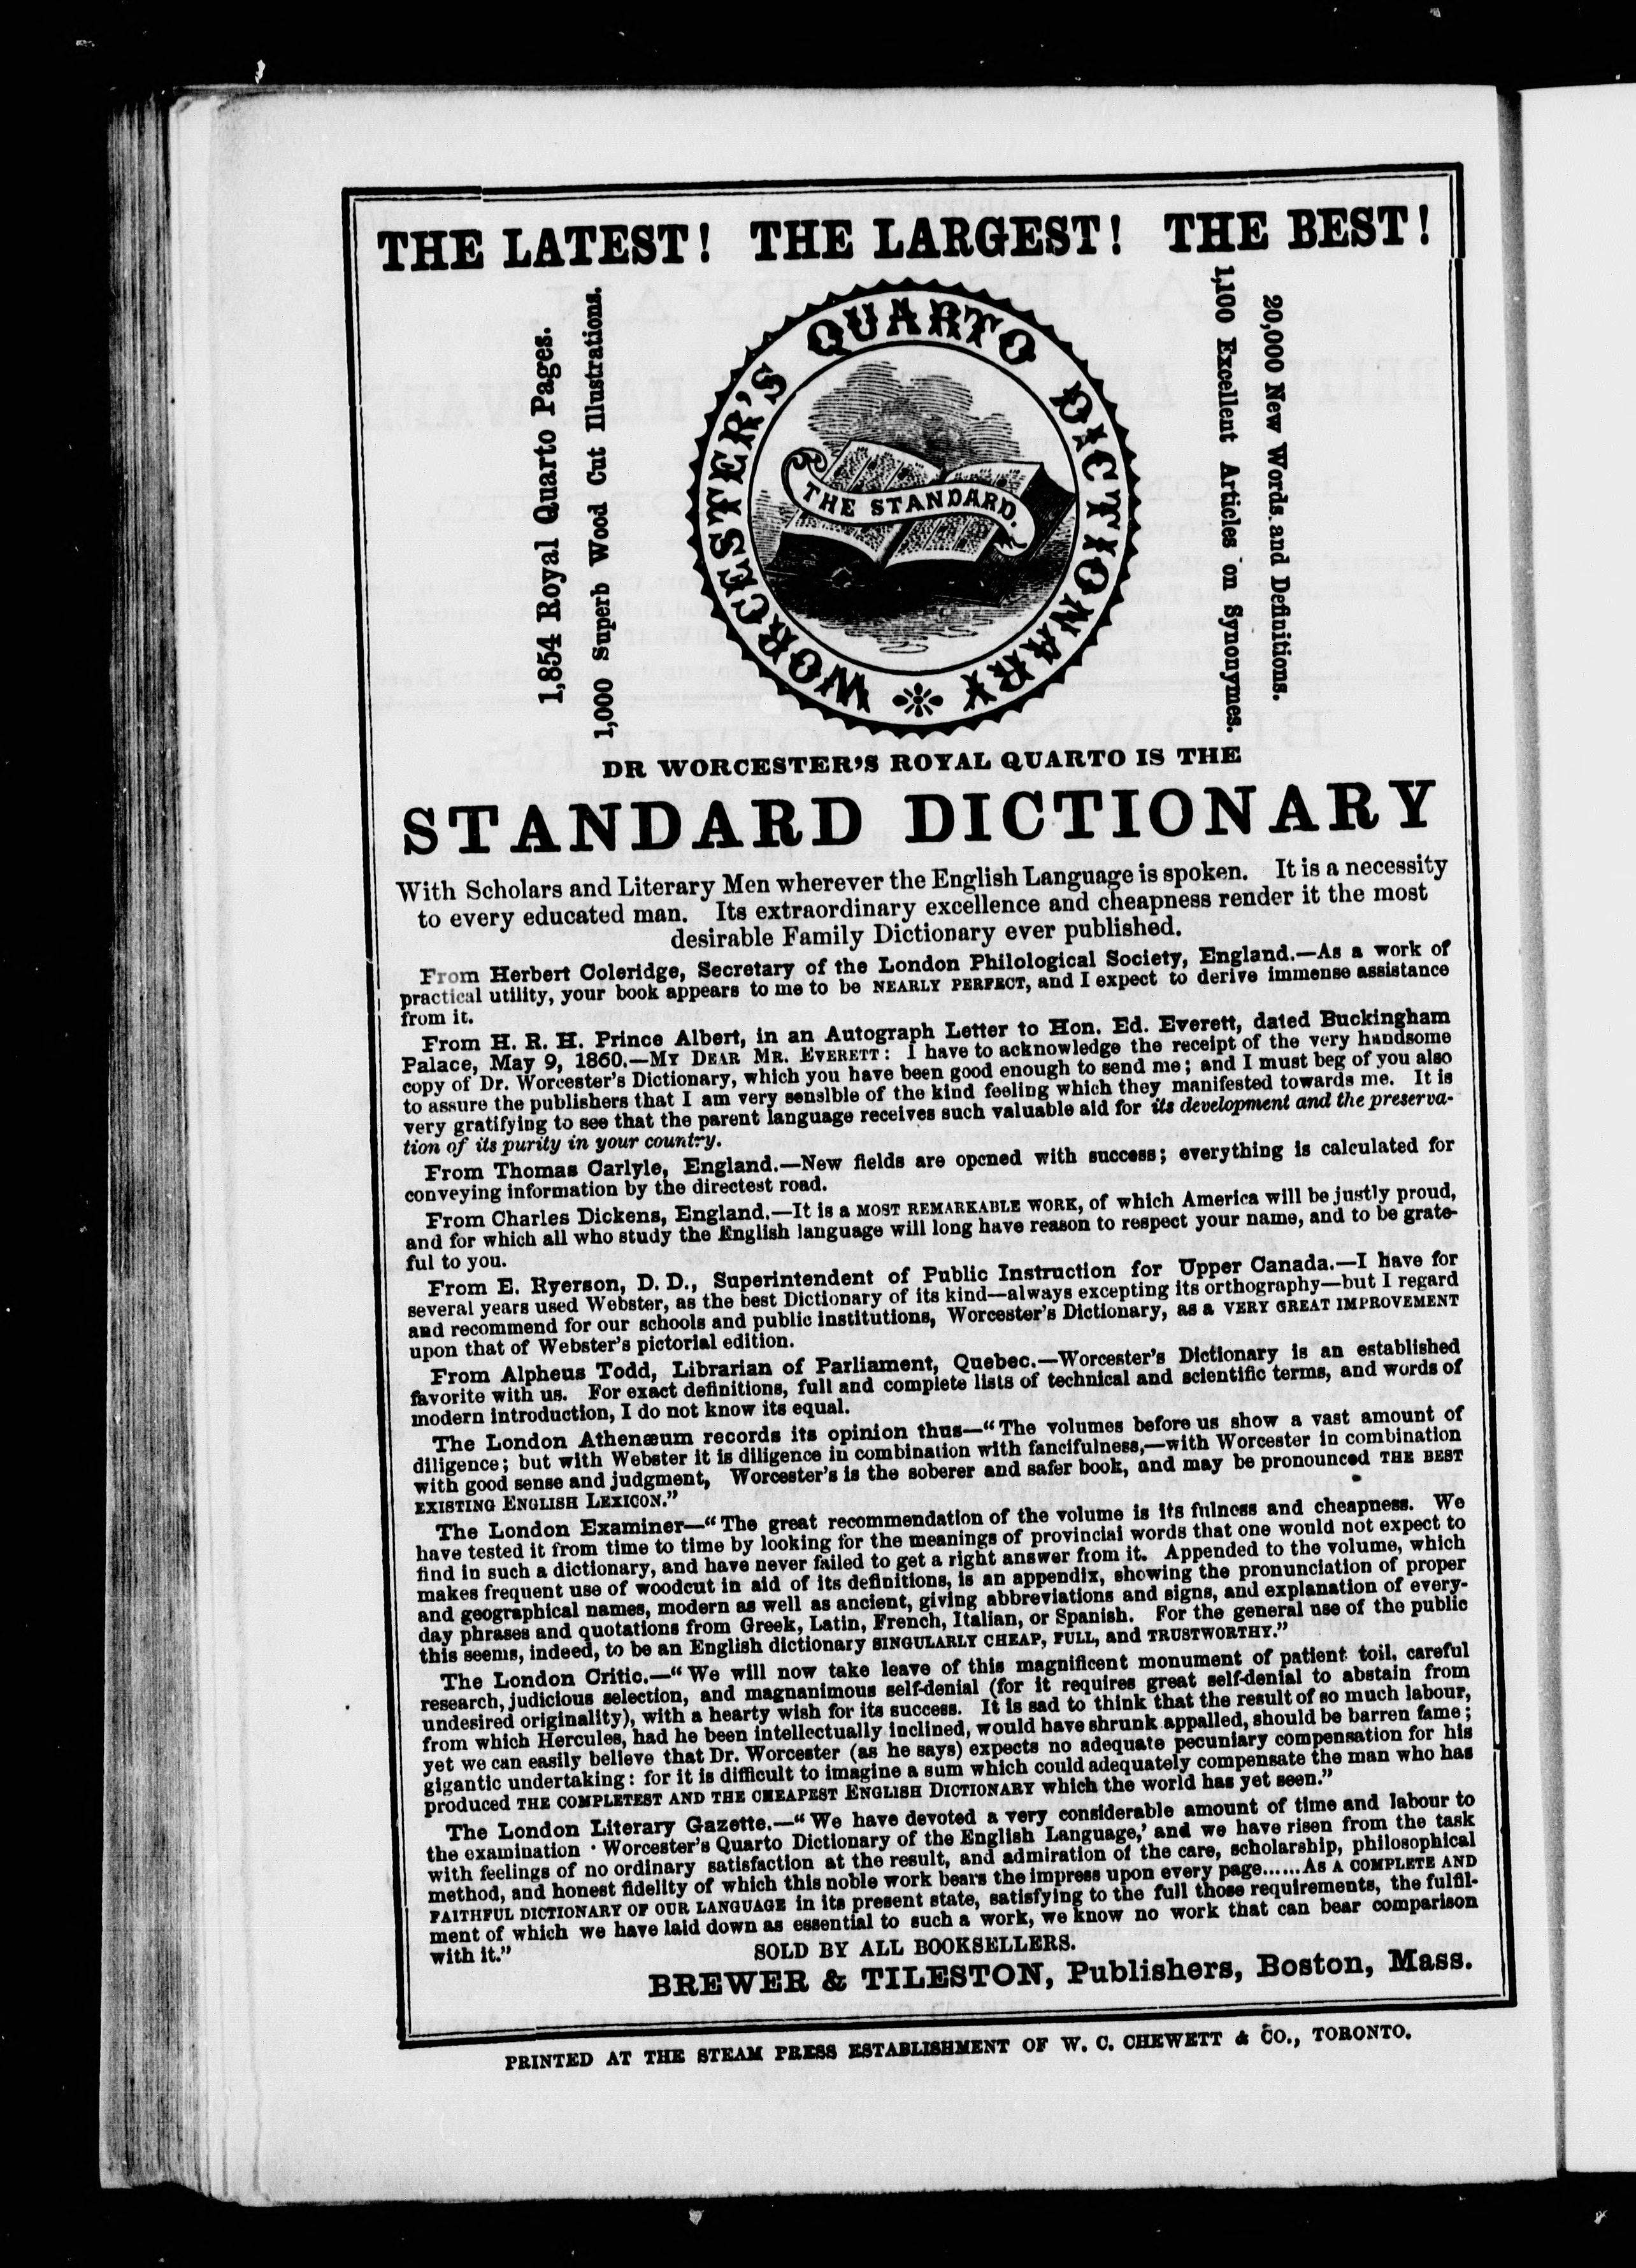 THE LATEST! THE LARGEST! THE BEST!
1,854 Royal Quarto Pages.
1,000 Superb Wood Cut Illustrations.
WORCESTER'S QUARTO DICTIONARY
THE STANDARD.
1,100 Excellent Articles on Synonymes.
20,000 New Words and Definitions.
DR WORCESTER'S ROYAL QUARTO IS THE
STANDARD DICTIONARY
With Scholars and Literary Men wherever the English Language is spoken. It is a necessity
to every educated man. Its extraordinary excellence and cheapness render it the most
desirable Family Dictionary ever published.
From Herbert Coleridge, Secretary of the London Philological Society, England.—As a work of
practical utility, your book appears to me to be NEARLY PERFECT, and I expect to derive immense assistance
from it.
From H. R. H. Prince Albert, in an Autograph Letter to Hon. Ed. Everett, dated Buckingham
Palace, May 9, 1860.—MY DEAR MR. EVERETT: I have to acknowledge the receipt of the very handsome
copy of Dr. Worcester's Dictionary, which you have been good enough to send me; and I must beg of you also
to assure the publishers that I am very sensible of the kind feeling which they manifested towards me. It is
very gratifying to see that the parent language receives such valuable aid for its development and the preserva-
tion of its purity in your country.
From Thomas Carlyle, England.—New fields are opened with success; everything is calculated for
conveying information by the directest road.
From Charles Dickens, England.—It is a MOST REMARKABLE WORK, of which America will be justly proud,
and for which all who study the English language will long have reason to respect your name, and to be grate-
ful to you.
From E. Ryerson, D. D., Superintendent of Public Instruction for Upper Canada.—I have for
several years used Webster, as the best Dictionary of its kind—always excepting its orthography—but I regard
and recommend for our schools and public institutions, Worcester's Dictionary, as a VERY GREAT IMPROVEMENT
upon that of Webster's pictorial edition.
From Alpheus Todd, Librarian of Parliament, Quebec.—Worcester's Dictionary is an established
favorite with us. For exact definitions, full and complete lists of technical and scientific terms, and words of
modern introduction, I do not know its equal.
The London Athenæum records its opinion thus—"The volumes before us show a vast amount of
diligence; but with Webster it is diligence in combination with fancifulness,—with Worcester in combination
with good sense and judgment, Worcester's is the soberer and safer book, and may be pronounced THE BEST
EXISTING ENGLISH LEXICON."
The London Examiner—"The great recommendation of the volume is its fulness and cheapness. We
have tested it from time to time by looking for the meanings of provincial words that one would not expect to
find in such a dictionary, and have never failed to get a right answer from it. Appended to the volume, which
makes frequent use of woodcut in aid of its definitions, is an appendix, showing the pronunciation of proper
and geographical names, modern as well as ancient, giving abbreviations and signs, and explanation of every-
day phrases and quotations from Greek, Latin, French, Italian, or Spanish. For the general use of the public
this seems, indeed, to be an English dictionary SINGULARLY CHEAP, FULL, and TRUSTWORTHY."
The London Critic.—"We will now take leave of this magnificent monument of patient toil, careful
research, judicious selection, and magnanimous self-denial (for it requires great self-denial to abstain from
undesired originality), with a hearty wish for its success. It is sad to think that the result of so much labour,
from which Hercules, had he been intellectually inclined, would have shrunk appalled, should be barren fame;
yet we can easily believe that Dr. Worcester (as he says) expects no adequate pecuniary compensation for his
gigantic undertaking: for it is difficult to imagine a sum which could adequately compensate the man who has
produced THE COMPLETEST AND THE CHEAPEST ENGLISH DICTIONARY which the world has yet seen."
The London Literary Gazette.—"We have devoted a very considerable amount of time and labour to
the examination 'Worcester's Quarto Dictionary of the English Language,' and we have risen from the task
with feelings of no ordinary satisfaction at the result, and admiration of the care, scholarship, philosophical
method, and honest fidelity of which this noble work bears the impress upon every page......AS A COMPLETE AND
FAITHFUL DICTIONARY OF OUR LANGUAGE in its present state, satisfying to the full those requirements, the fulfil-
ment of which we have laid down as essential to such a work, we know no work that can bear comparison
with it."
SOLD BY ALL BOOKSELLERS.
BREWER & TILESTON, Publishers, Boston, Mass.
PRINTED AT THE STEAM PRESS ESTABLISHMENT OF W. C. CHEWETT & CO., TORONTO.